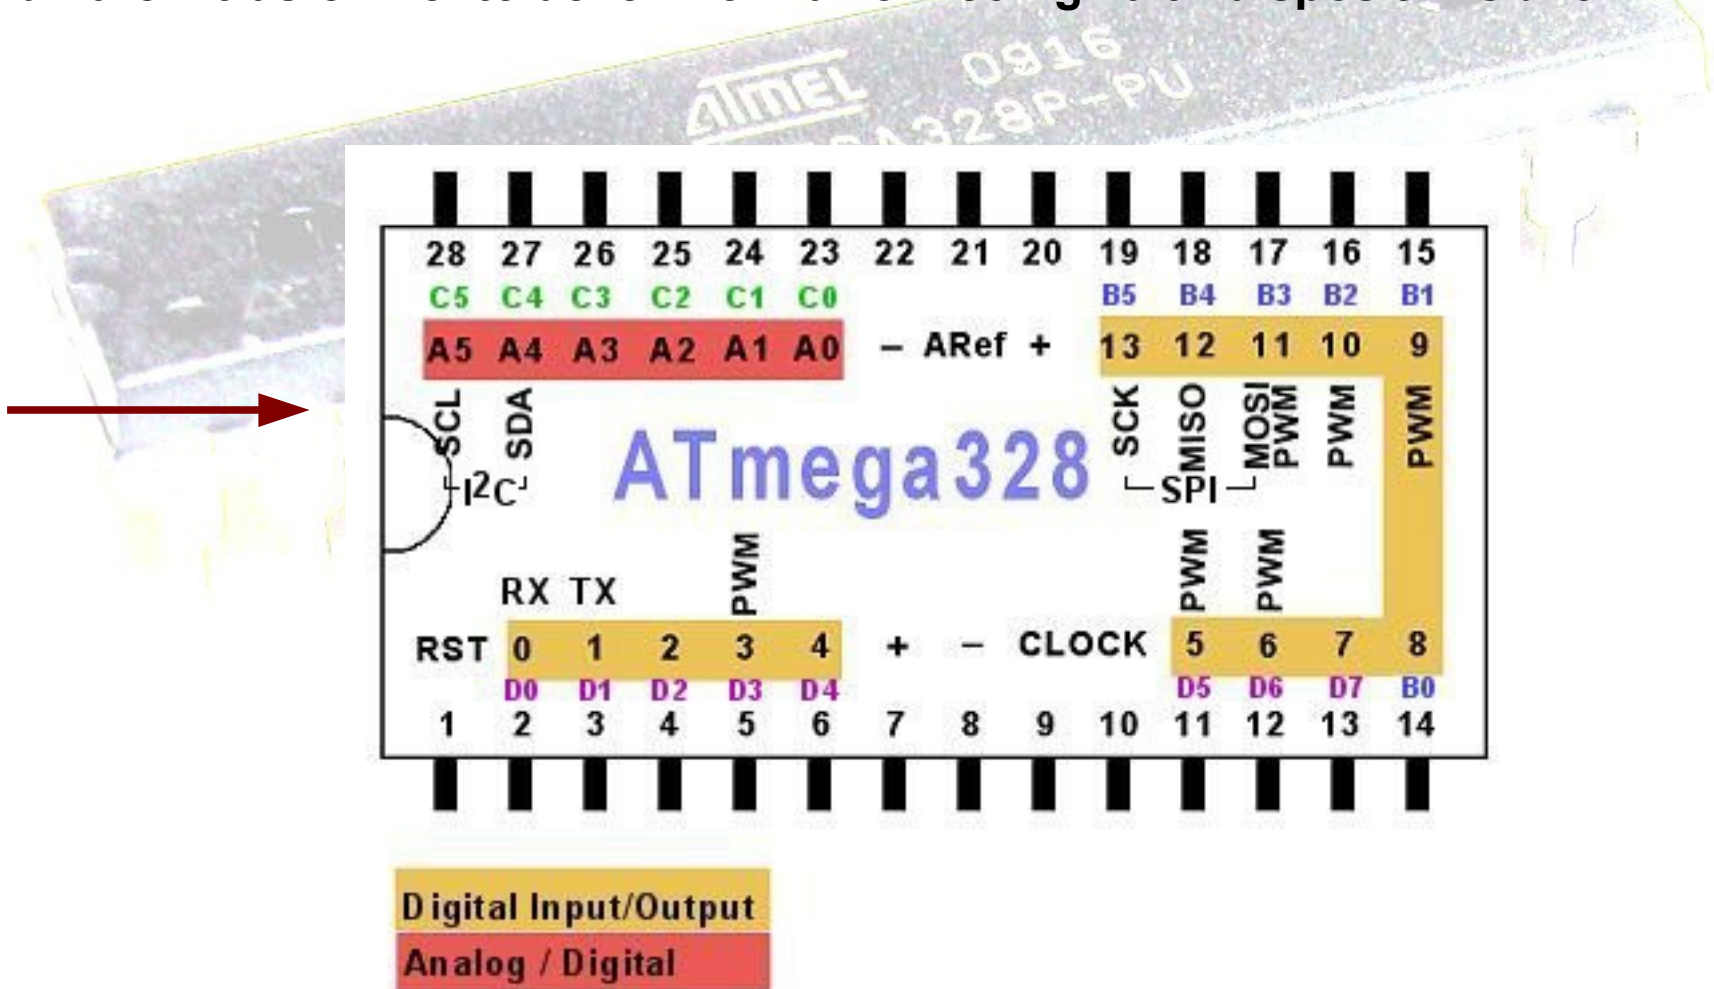 ATMEL 0916
328P-PU
28 27 26 25 24 23 22 21 20 19 18 17 16 15
C5 C4 C3 C2 C1 C0 B5 B4 B3 B2 B1
A5 A4 A3 A2 A1 A0 – ARef + 13 12 11 10 9
SCL SDA SCK MISO MOSI PWM PWM PWM
I²C ATmega328 SPI
PWM PWM PWM
RX TX
RST 0 1 2 3 4 + – CLOCK 5 6 7 8
D0 D1 D2 D3 D4 D5 D6 D7 B0
1 2 3 4 5 6 7 8 9 10 11 12 13 14
Digital Input/Output
Analog / Digital